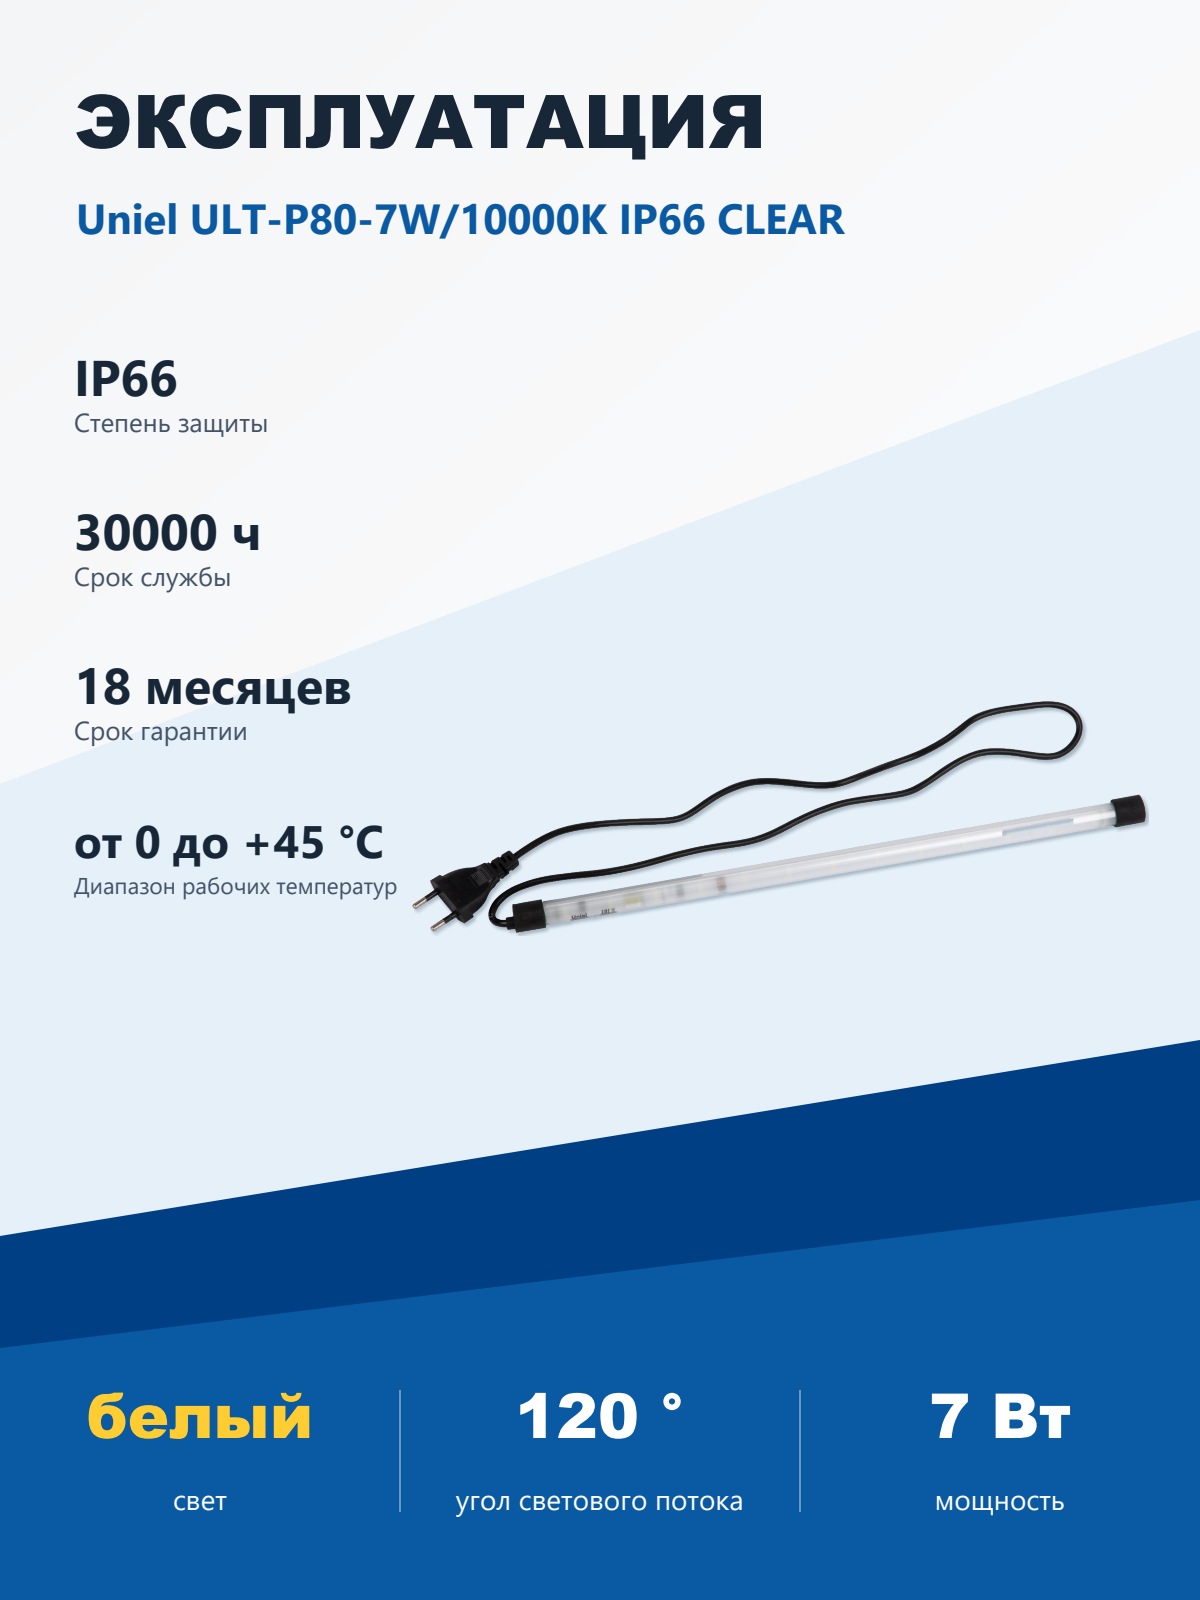 ЭКСПЛУАТАЦИЯ
Uniel ULT-P80-7W/10000K IP66 CLEAR
IP66
Степень защиты
30000 ч
Срок службы
18 месяцев
Срок гарантии
от 0 до +45 °C
Диапазон рабочих температур
Uniel
белый
свет
120 °
угол светового потока
7 Вт
мощность